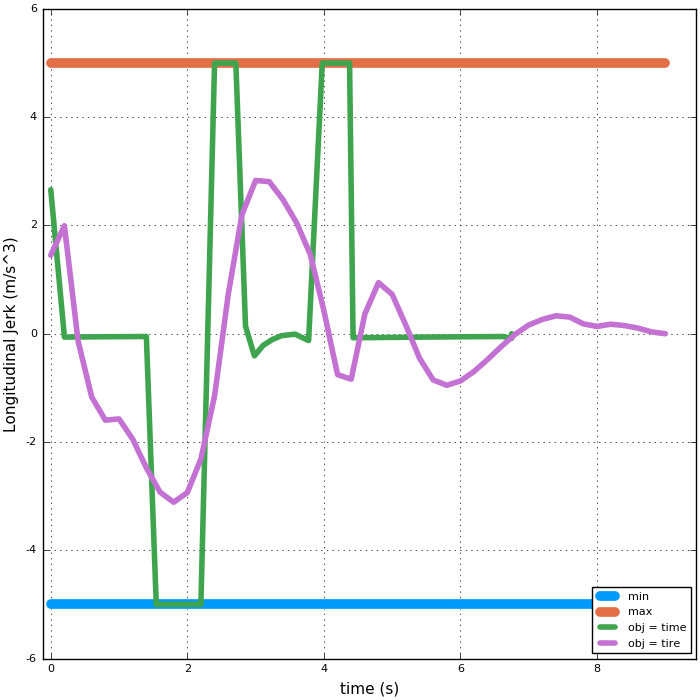 6
4
2
0
-2
-4
-6
Longitudinal Jerk (m/s^3)
0
2
4
6
8
time (s)
min
max
obj = time
obj = tire